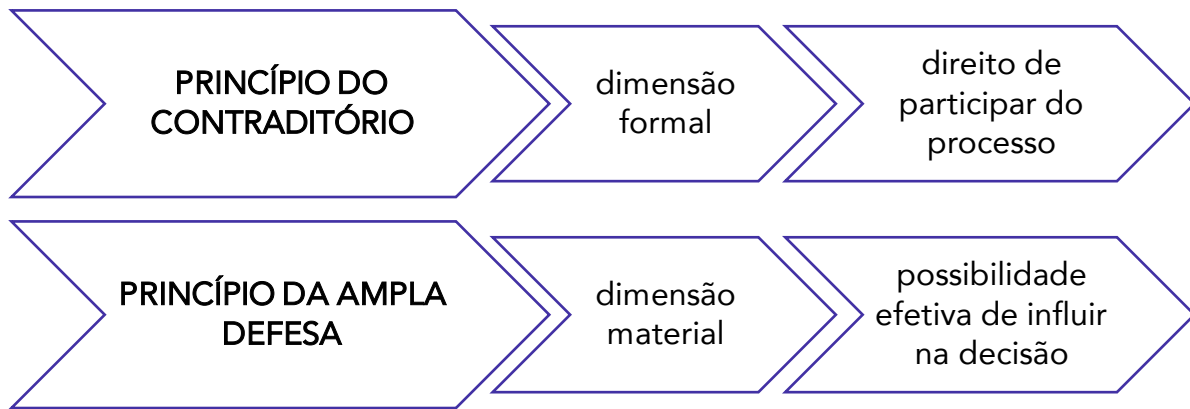 PRINCÍPIO DO
CONTRADITÓRIO
dimensão
formal
direito de
participar do
processo
PRINCÍPIO DA AMPLA
DEFESA
dimensão
material
possibilidade
efetiva de influir
na decisão